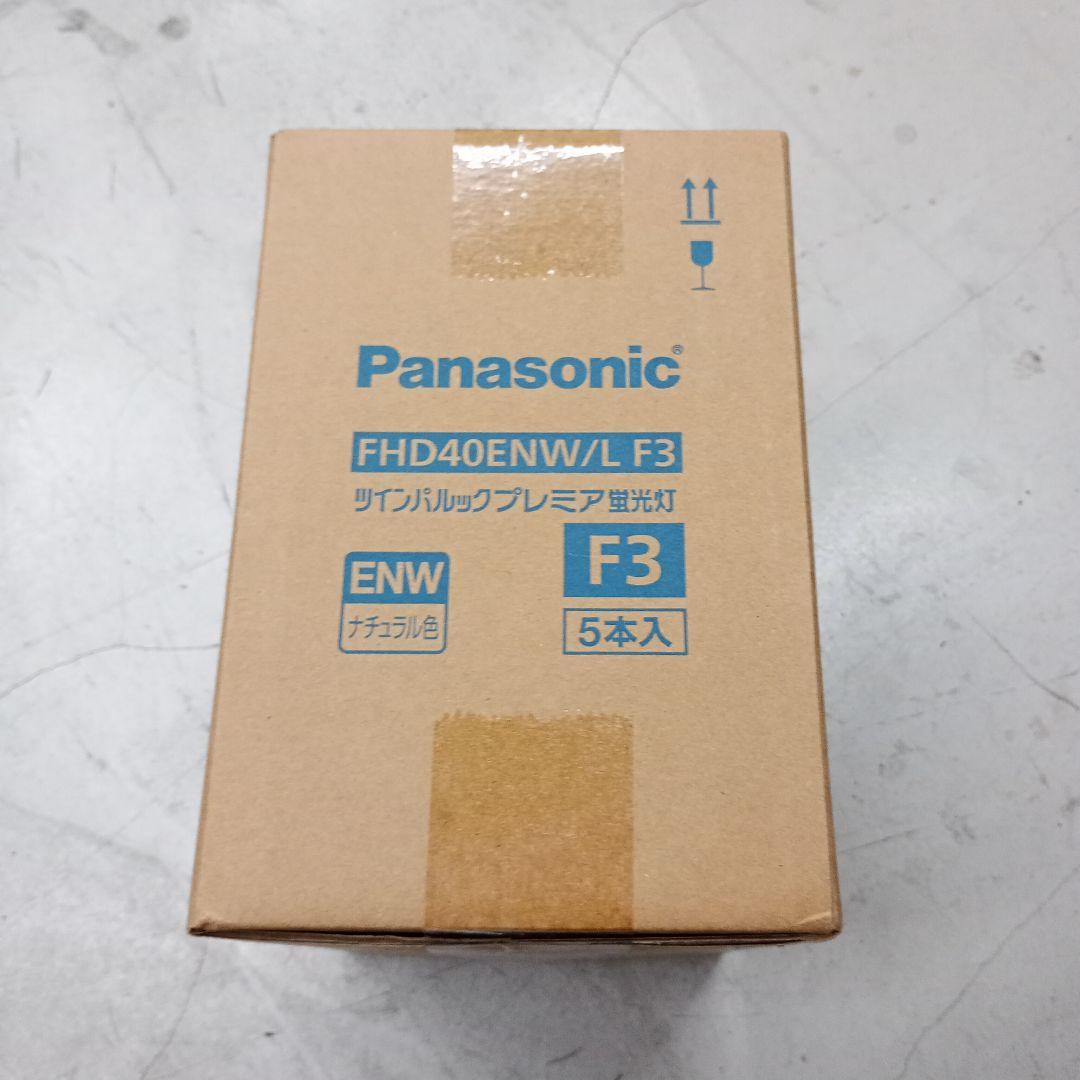 Panasonic®
FHD40ENW/L F3
ツインパルックプレミア蛍光灯
F3
ENW
ナチュラル色
5本入